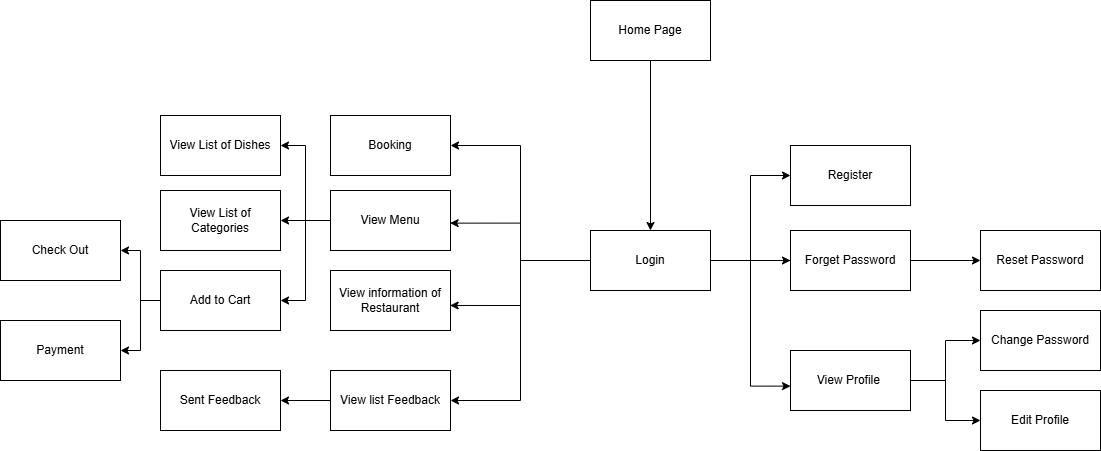 Home Page
View List of Dishes
Booking
Register
View List of
Categories
View Menu
Check Out
Login
Forget Password
Reset Password
Add to Cart
View information of
Restaurant
Payment
Change Password
View Profile
Sent Feedback
View list Feedback
Edit Profile